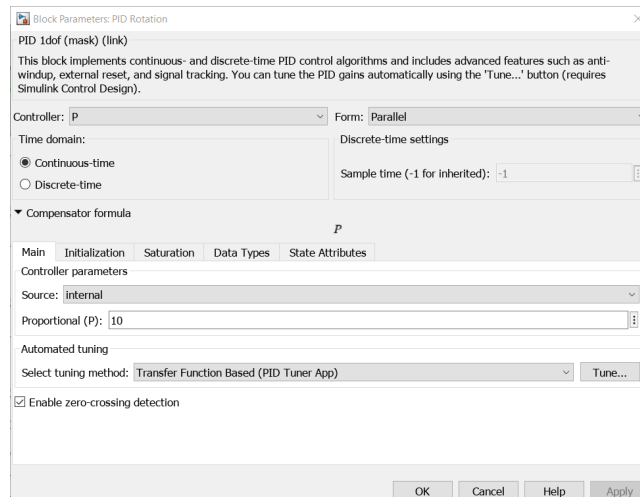 Block Parameters: PID Rotation
PID 1dof (mask) (link)
This block implements continuous- and discrete-time PID control algorithms and includes advanced features such as anti-
windup, external reset, and signal tracking. You can tune the PID gains automatically using the 'Tune...' button (requires
Simulink Control Design).
Controller: P Form: Parallel
Time domain: Discrete-time settings
Continuous-time
Sample time (-1 for inherited): -1
Discrete-time
Compensator formula
P
Main Initialization Saturation Data Types State Attributes
Controller parameters
Source: internal
Proportional (P): 10
Automated tuning
Select tuning method: Transfer Function Based (PID Tuner App) Tune...
Enable zero-crossing detection
OK Cancel Help Apply